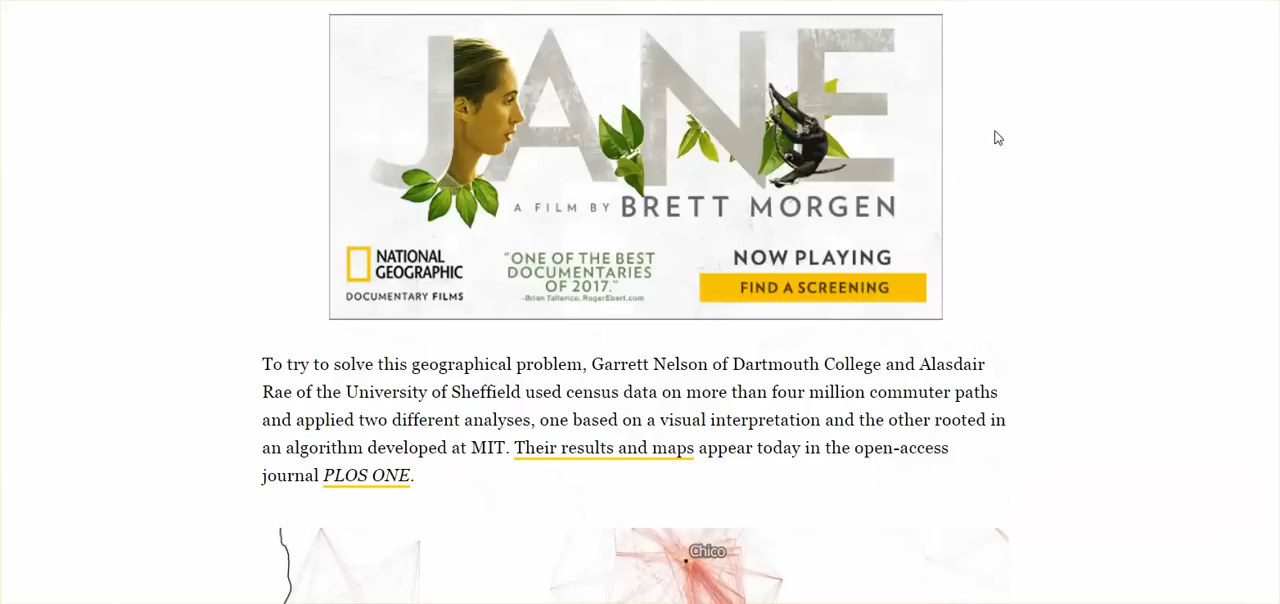 JANE
A FILM BY BRETT MORGEN
NATIONAL GEOGRAPHIC
DOCUMENTARY FILMS
"ONE OF THE BEST
DOCUMENTARIES
OF 2017."
-Brian Tallerico, RogerEbert.com
NOW PLAYING
FIND A SCREENING
To try to solve this geographical problem, Garrett Nelson of Dartmouth College and Alasdair
Rae of the University of Sheffield used census data on more than four million commuter paths
and applied two different analyses, one based on a visual interpretation and the other rooted in
an algorithm developed at MIT. Their results and maps appear today in the open-access
journal PLOS ONE.
Chico